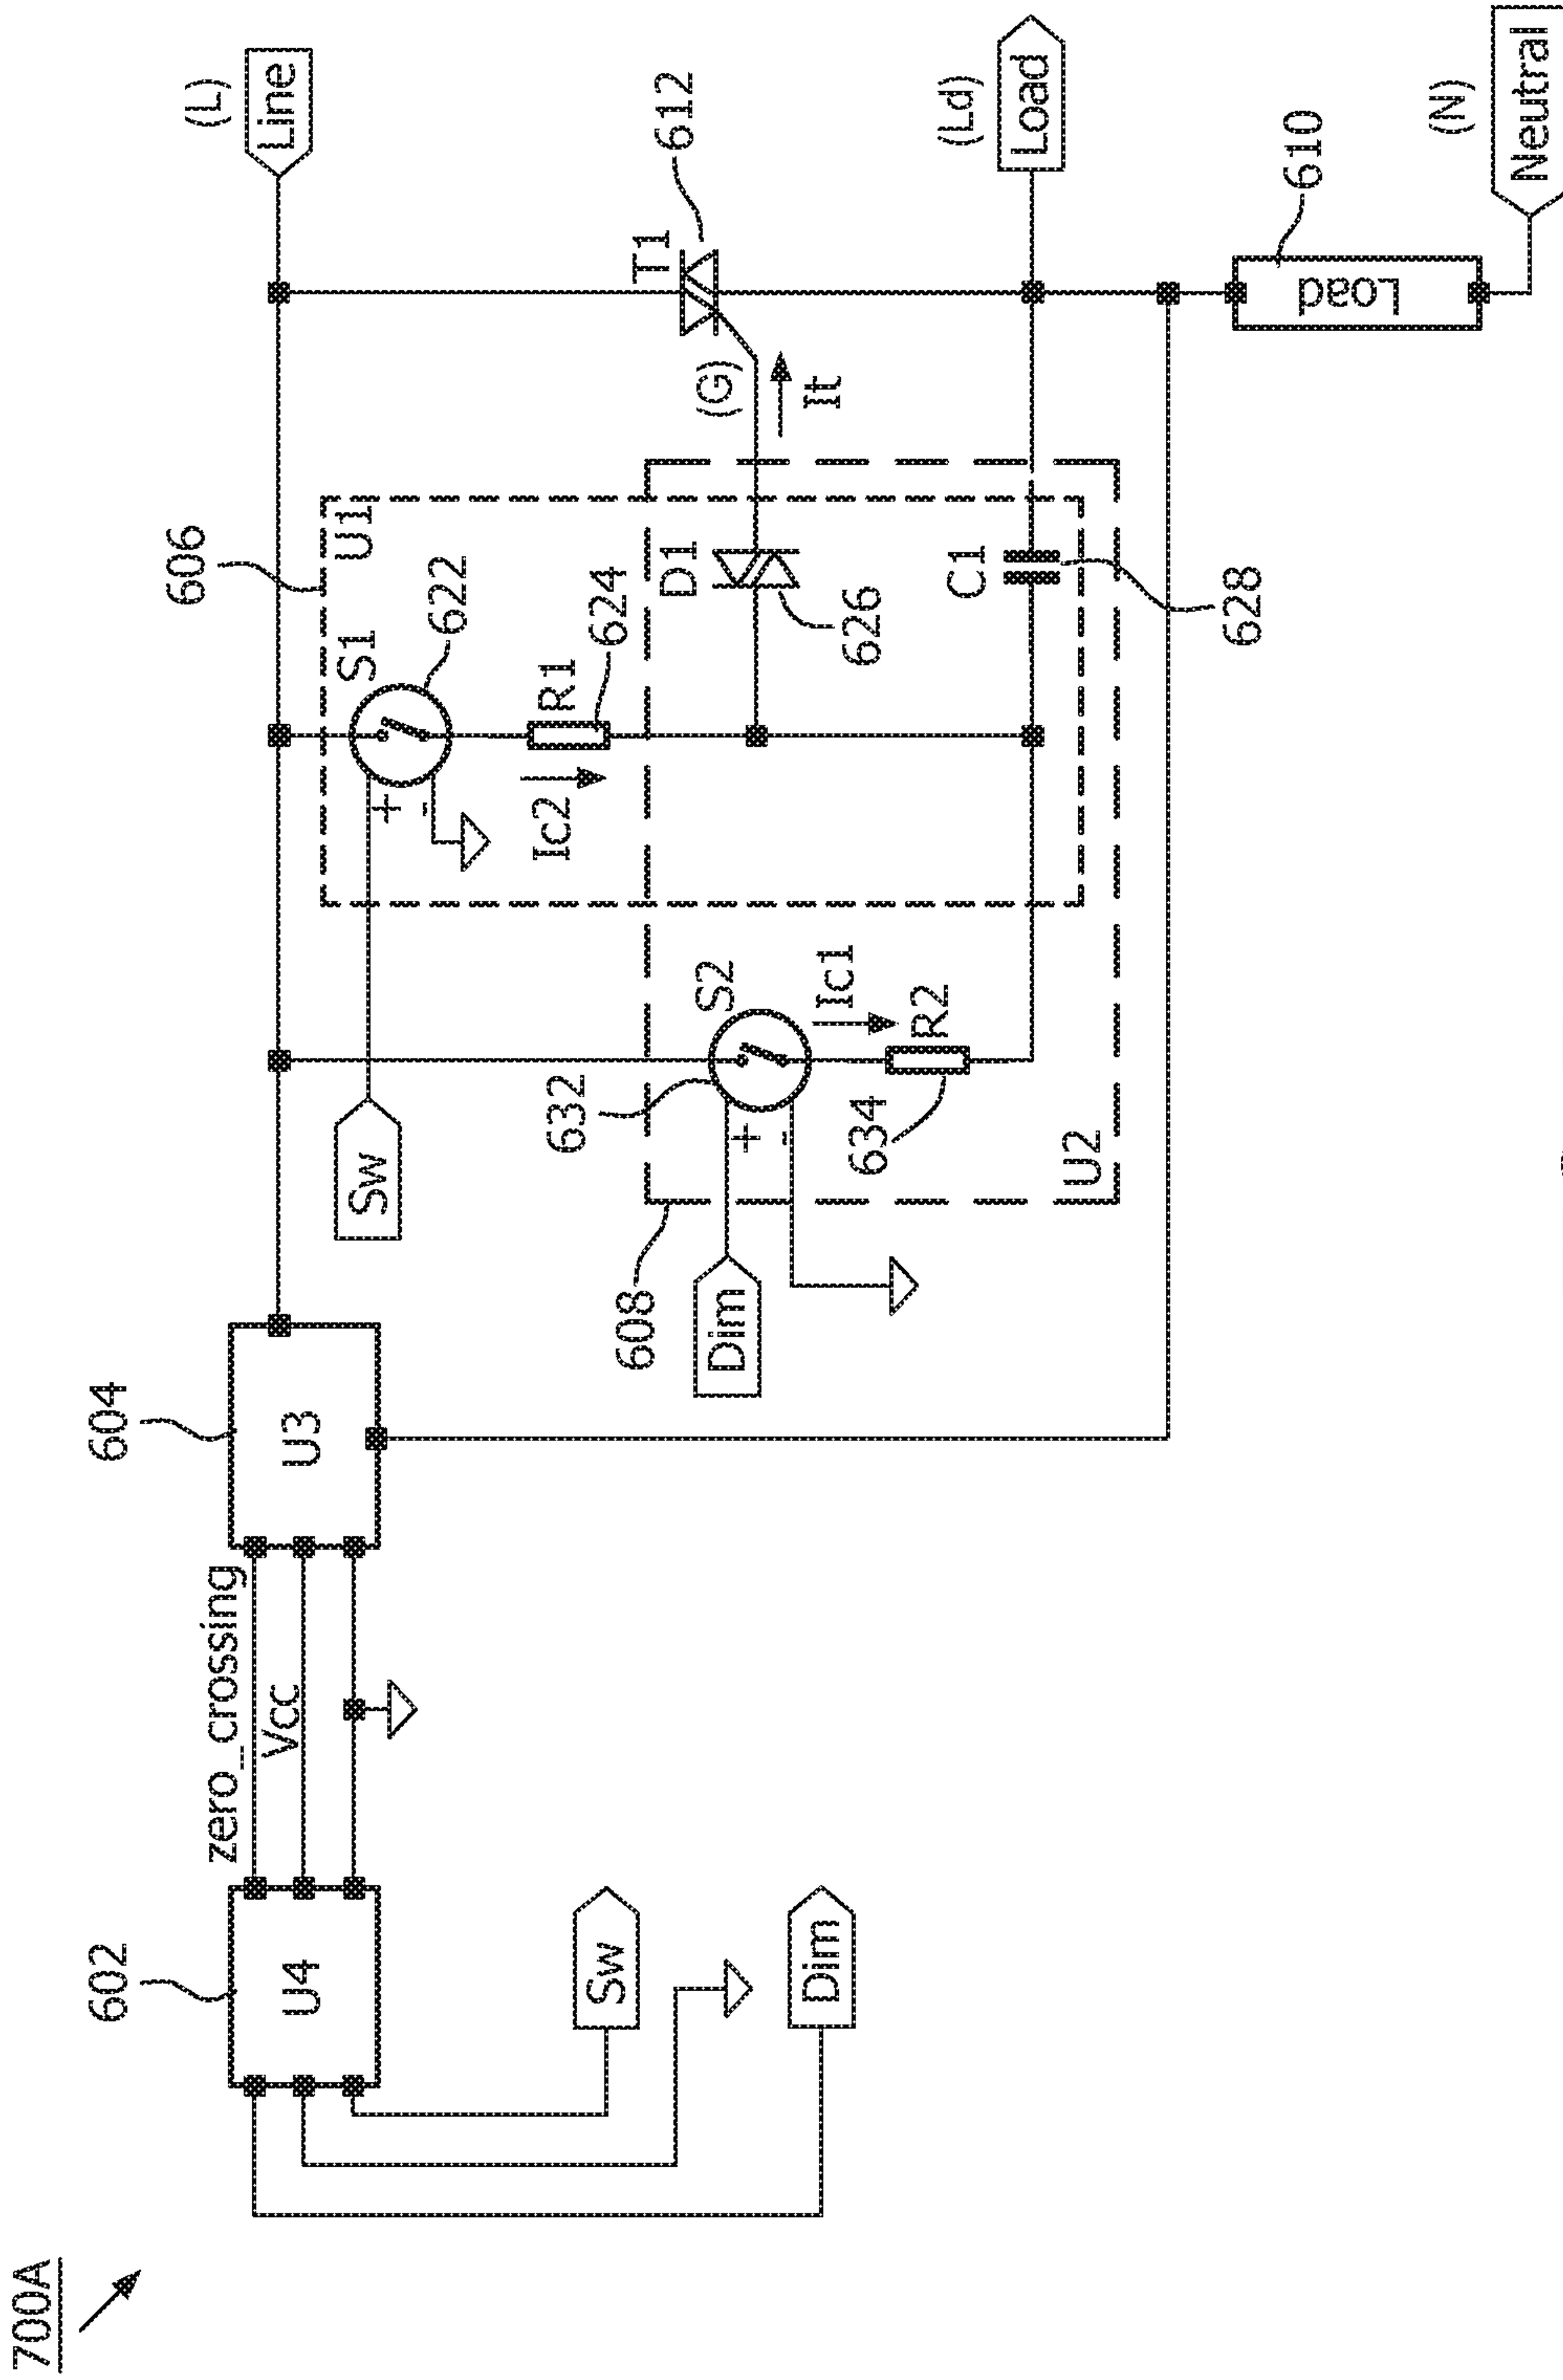 700A
602
U4
zero_crossing
Vcc
604
U3
Sw
Dim
Sw
Dim
608
632
S2
+
-
Ic1
634
R2
U2
606
U1
S1
622
+
-
Ic2
R1
624
D1
626
C1
628
(L)
Line
T1
612
(G)
It
(Ld)
Load
610
Load
(N)
Neutral